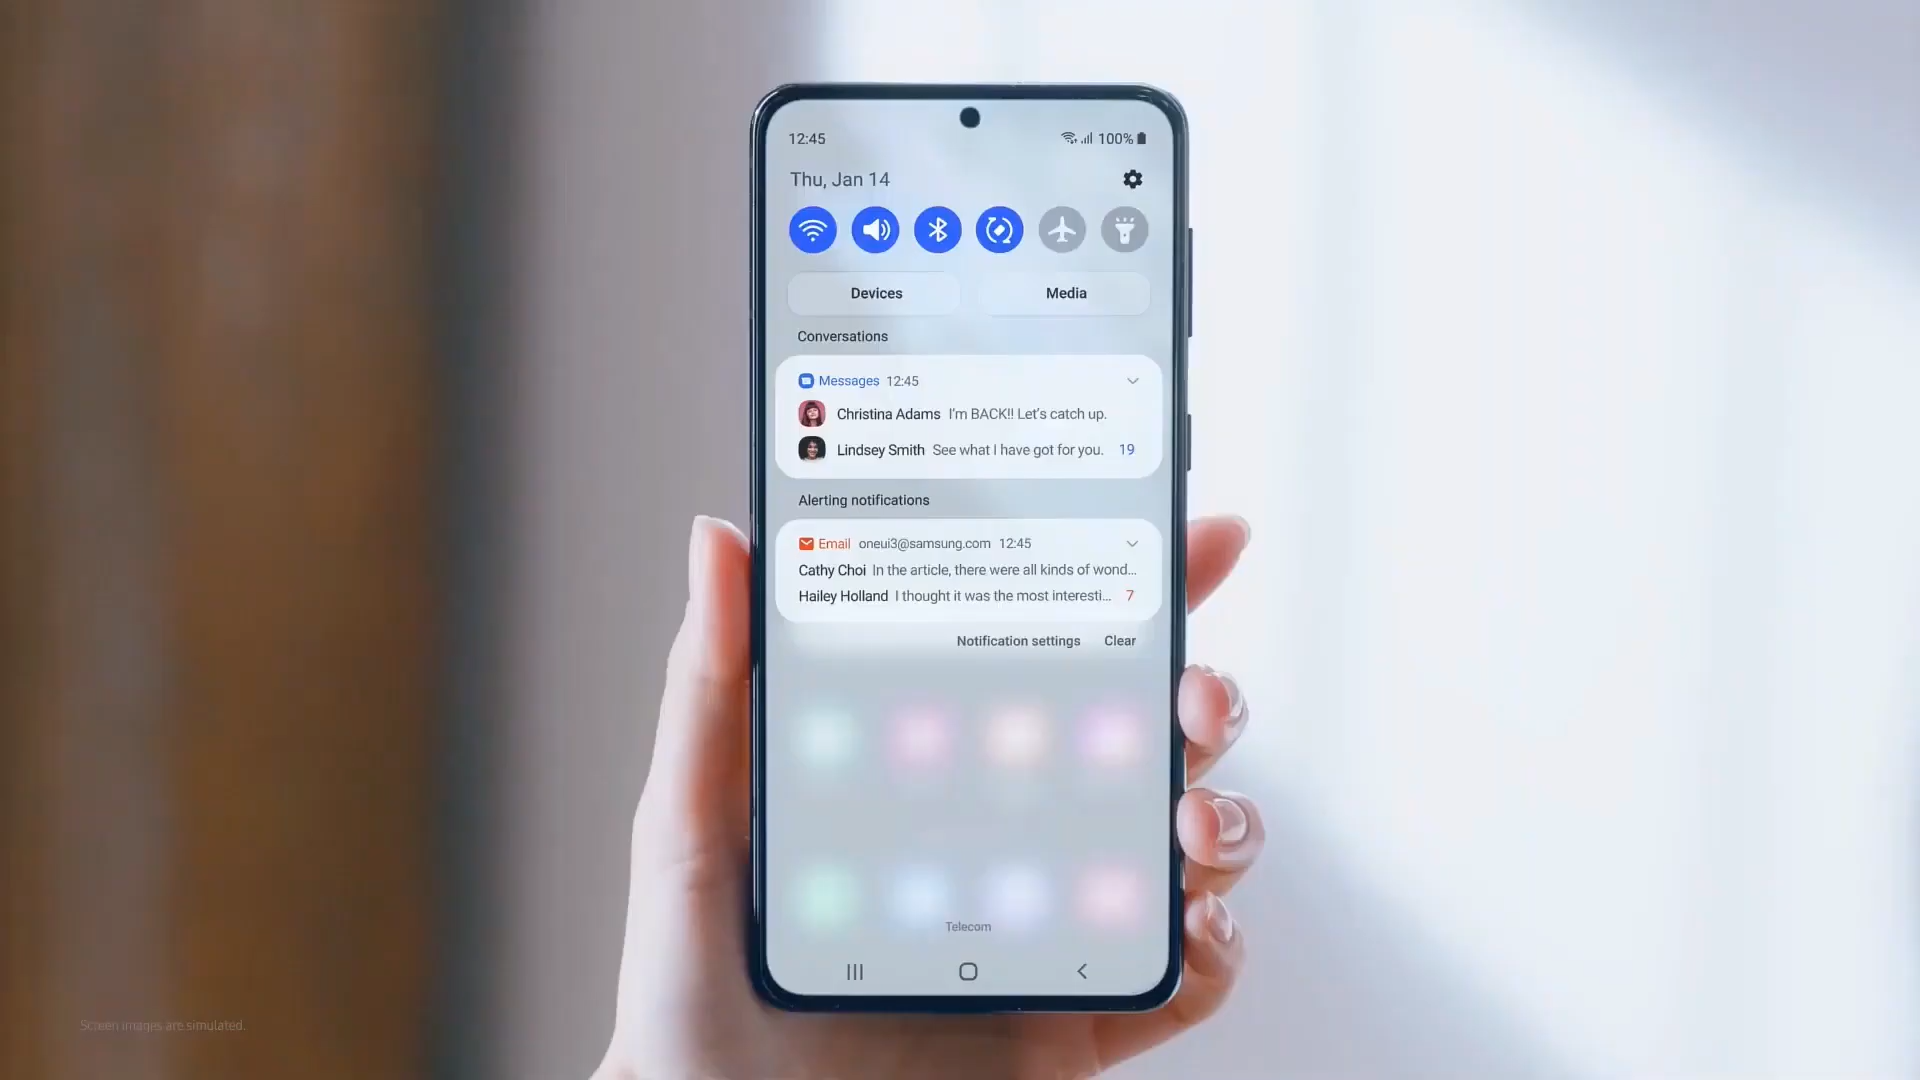 12:45 100%
Thu, Jan 14
Devices Media
Conversations
Messages 12:45
Christina Adams I'm BACK!! Let's catch up.
Lindsey Smith See what I have got for you. 19
Alerting notifications
Email oneui3@samsung.com 12:45
Cathy Choi In the article, there were all kinds of wond...
Hailey Holland I thought it was the most interesti... 7
Notification settings Clear
Telecom
Screen images are simulated.